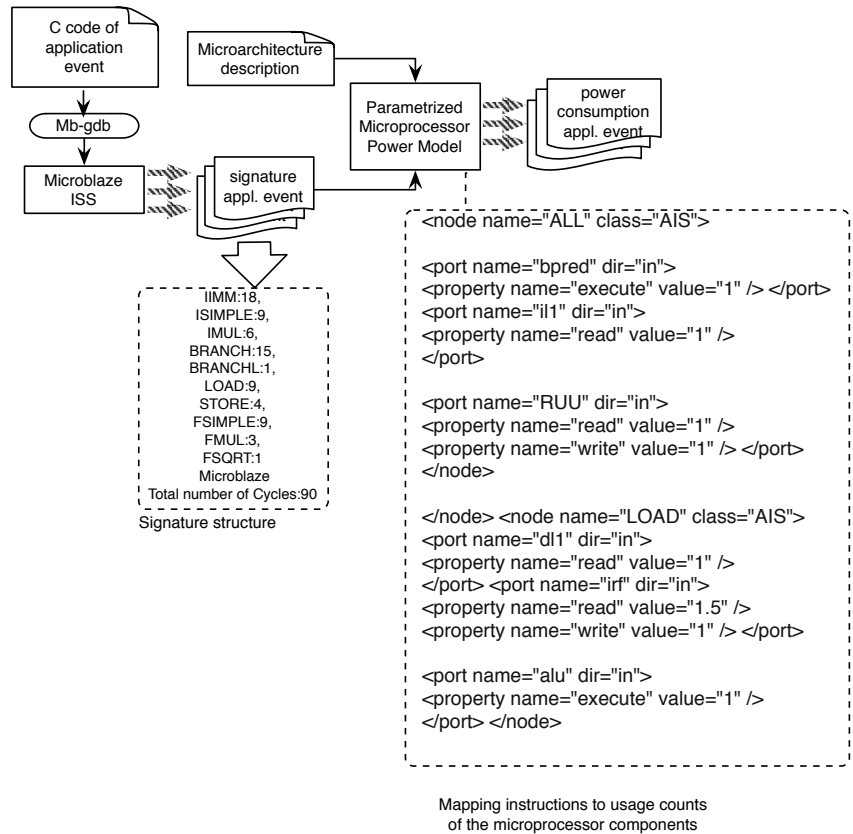 C code of
application
event
Microarchitecture
description
Mb-gdb
Microblaze
ISS
signature
appl. event
Parametrized
Microprocessor
Power Model
power
consumption
appl. event
IIMM:18,
ISIMPLE:9,
IMUL:6,
BRANCH:15,
BRANCHL:1,
LOAD:9,
STORE:4,
FSIMPLE:9,
FMUL:3,
FSQRT:1
Microblaze
Total number of Cycles:90
Signature structure
<node name="ALL" class="AIS">
<port name="bpred" dir="in">
<property name="execute" value="1" /> </port>
<port name="il1" dir="in">
<property name="read" value="1" />
</port>
<port name="RUU" dir="in">
<property name="read" value="1" />
<property name="write" value="1" /> </port>
</node>
</node> <node name="LOAD" class="AIS">
<port name="dl1" dir="in">
<property name="read" value="1" />
</port> <port name="irf" dir="in">
<property name="read" value="1.5" />
<property name="write" value="1" /> </port>
<port name="alu" dir="in">
<property name="execute" value="1" />
</port> </node>
Mapping instructions to usage counts
of the microprocessor components